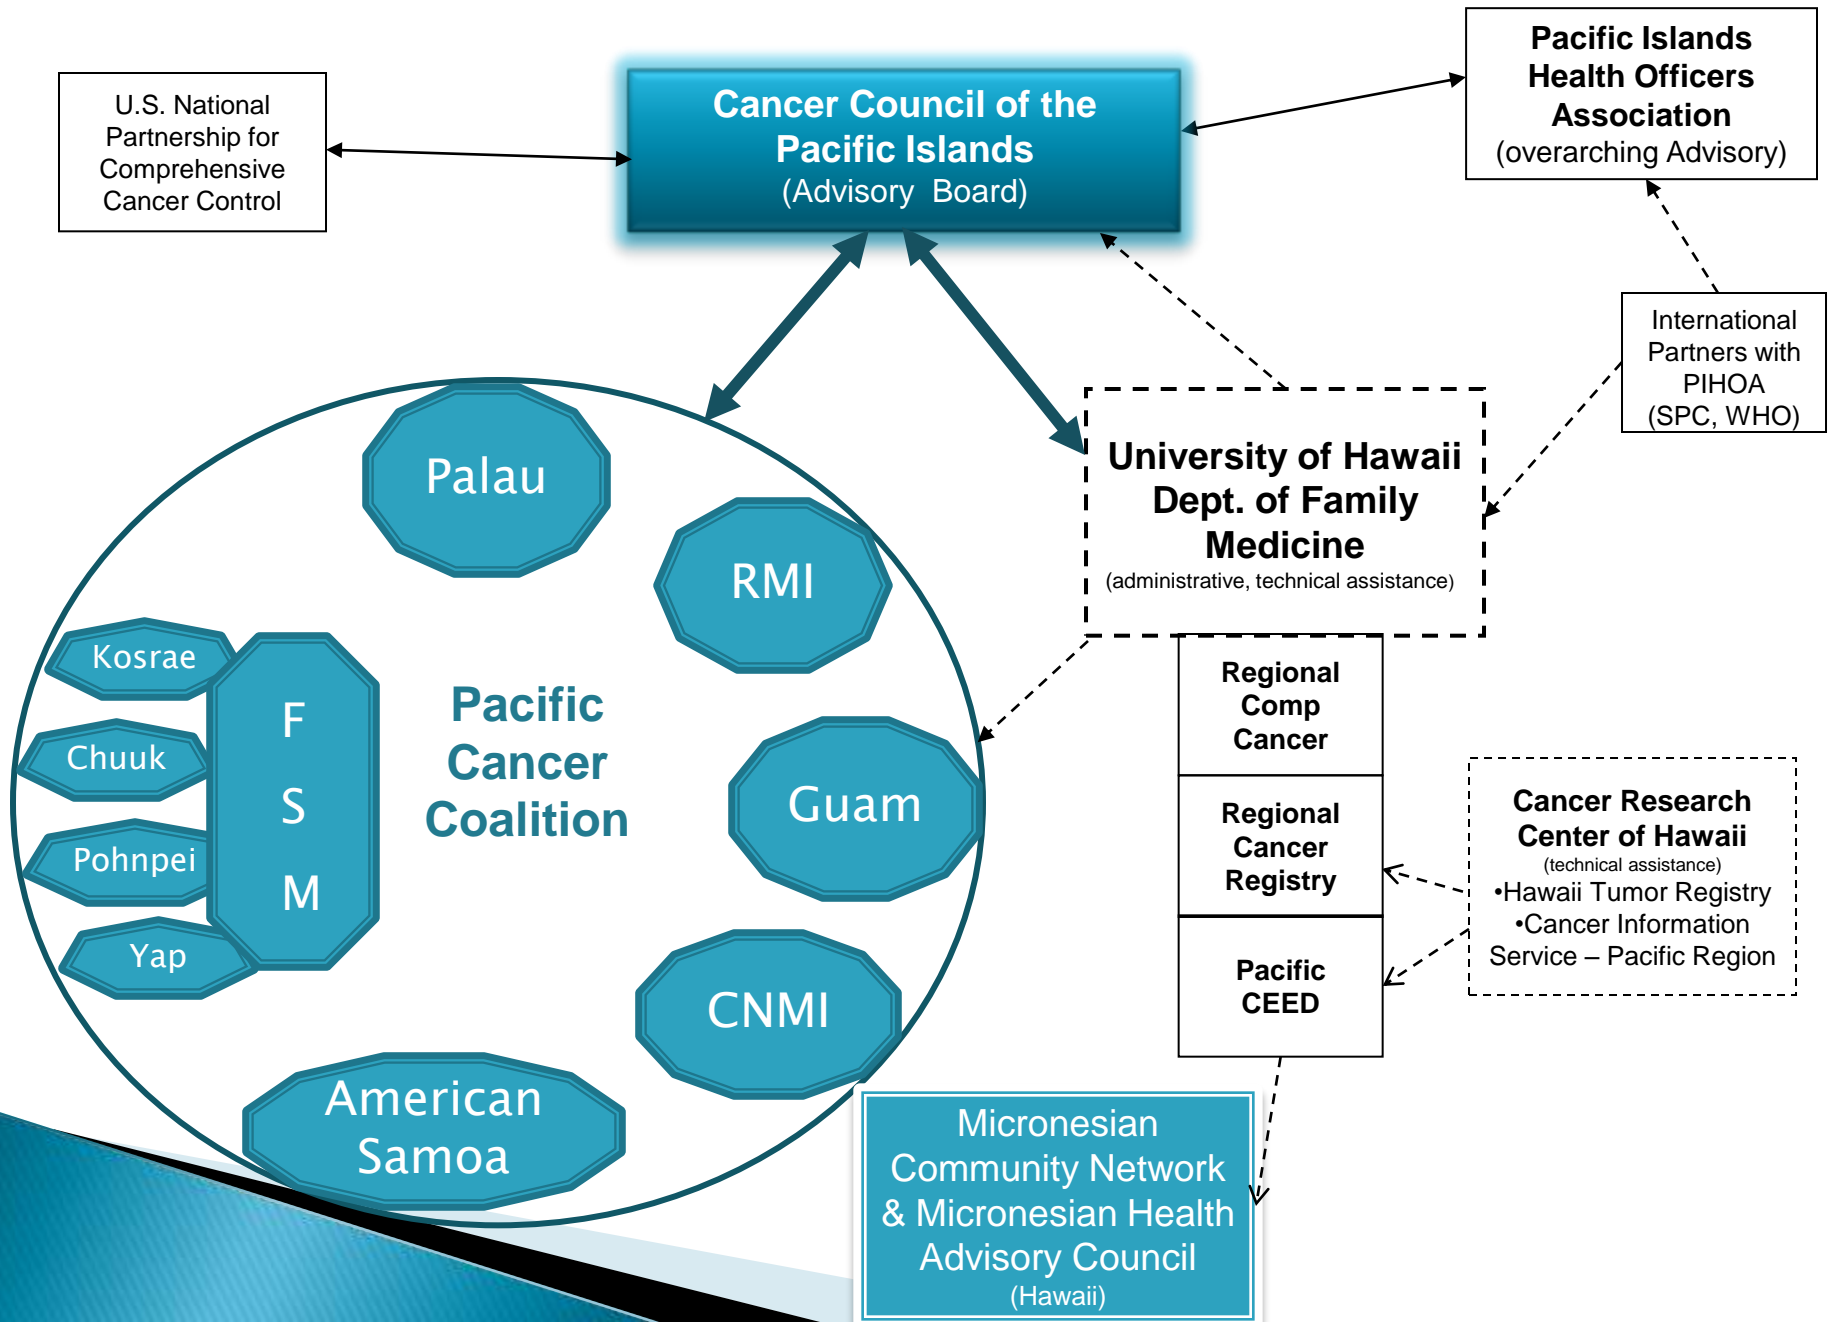 U.S. National
Partnership for
Comprehensive
Cancer Control
Cancer Council of the
Pacific Islands
(Advisory Board)
Pacific Islands
Health Officers
Association
(overarching Advisory)
International
Partners with
PIHOA
(SPC, WHO)
University of Hawaii
Dept. of Family
Medicine
(administrative, technical assistance)
Palau
RMI
Kosrae
Chuuk
Pohnpei
Yap
F
S
M
Pacific
Cancer
Coalition
Guam
CNMI
American
Samoa
Regional
Comp
Cancer
Regional
Cancer
Registry
Pacific
CEED
Cancer Research
Center of Hawaii
(technical assistance)
•Hawaii Tumor Registry
•Cancer Information
Service – Pacific Region
Micronesian
Community Network
& Micronesian Health
Advisory Council
(Hawaii)